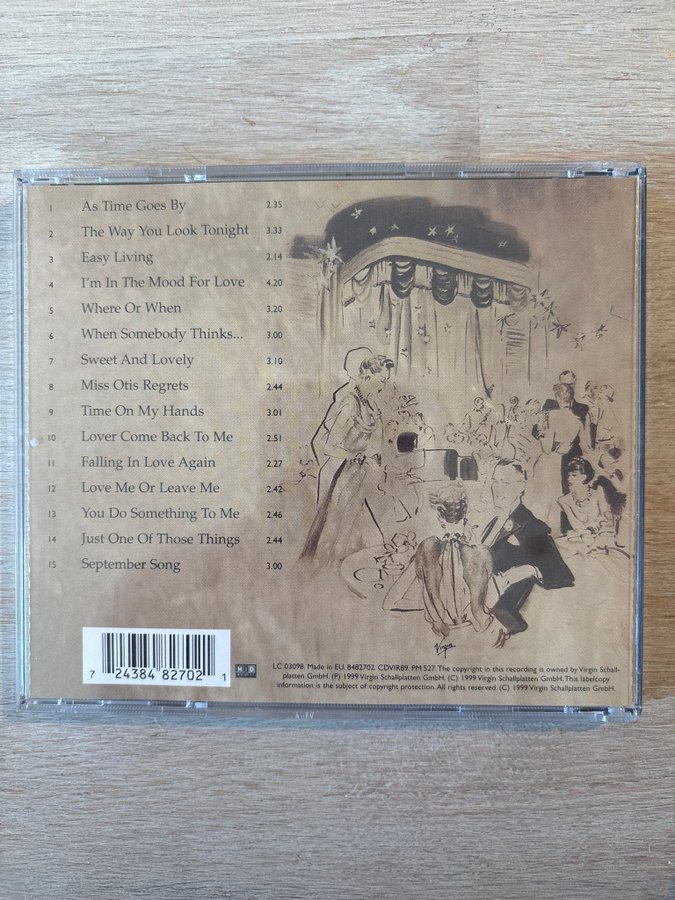 1 As Time Goes By 2.35
2 The Way You Look Tonight 3.33
3 Easy Living 2.14
4 I'm In The Mood For Love 4.20
5 Where Or When 3.20
6 When Somebody Thinks... 3.00
7 Sweet And Lovely 3.10
8 Miss Otis Regrets 2.44
9 Time On My Hands 3.01
10 Lover Come Back To Me 2.51
11 Falling In Love Again 2.27
12 Love Me Or Leave Me 2.42
13 You Do Something To Me 2.46
14 Just One Of Those Things 2.44
15 September Song 3.00
Virgin
7 24384 82702 1
LC 03098. Made in EU. 8482702. CDVIR89. PM 527. The copyright in this recording is owned by Virgin Schall-
platten GmbH. (P) 1999 Virgin Schallplatten GmbH. (C) 1999 Virgin Schallplatten GmbH. This labelcopy
information is the subject of copyright protection. All rights reserved. (C) 1999 Virgin Schallplatten GmbH.